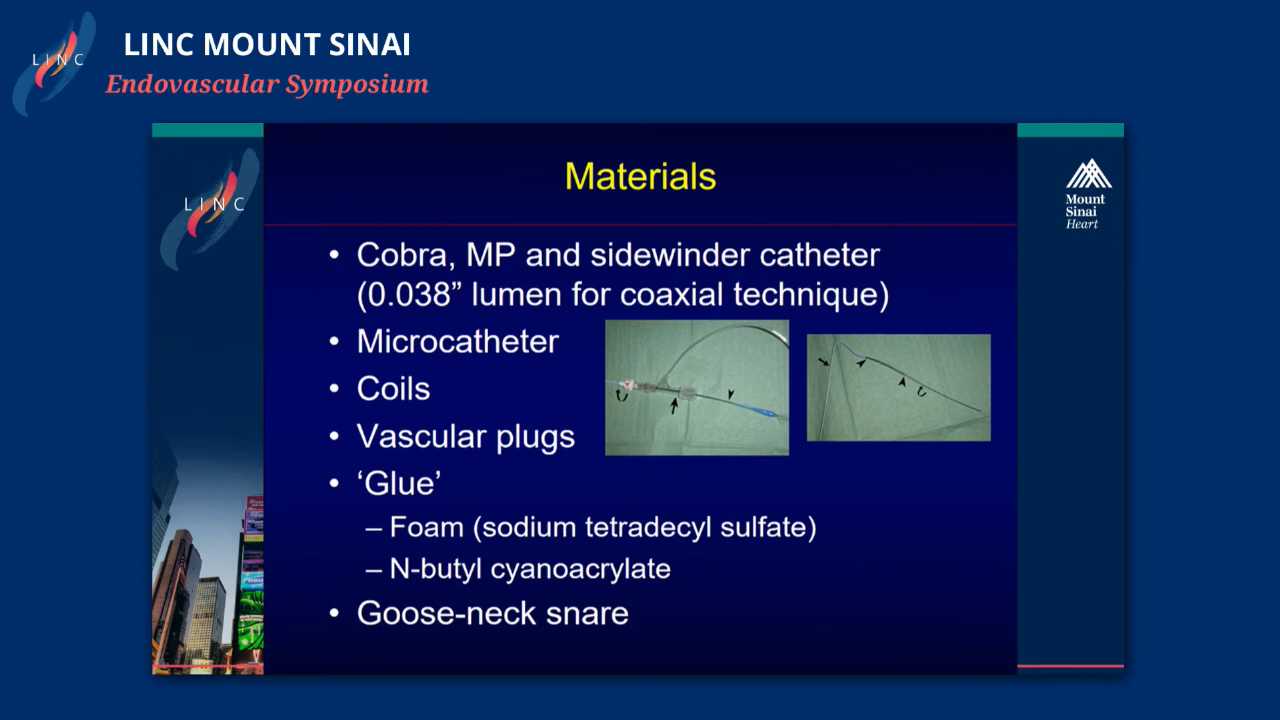 LINC
LINC MOUNT SINAI
Endovascular Symposium
LINC
Mount
Sinai
Heart
Materials
• Cobra, MP and sidewinder catheter
(0.038” lumen for coaxial technique)
• Microcatheter
• Coils
• Vascular plugs
• ‘Glue’
– Foam (sodium tetradecyl sulfate)
– N-butyl cyanoacrylate
• Goose-neck snare